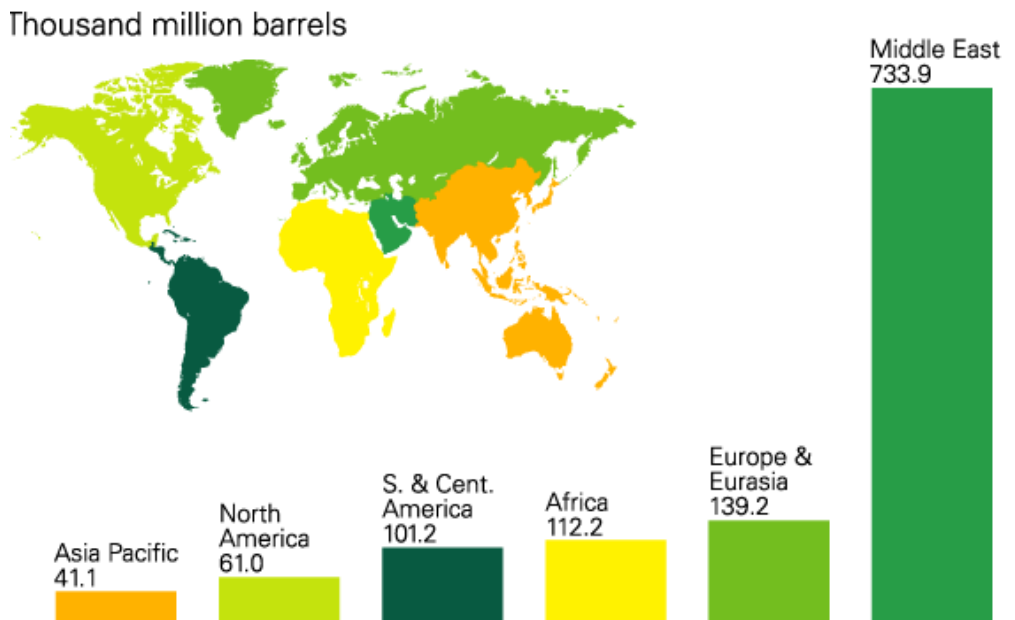 Thousand million barrels
Middle East
733.9
Europe &
Eurasia
139.2
S. & Cent.
America
101.2
Africa
112.2
North
America
61.0
Asia Pacific
41.1